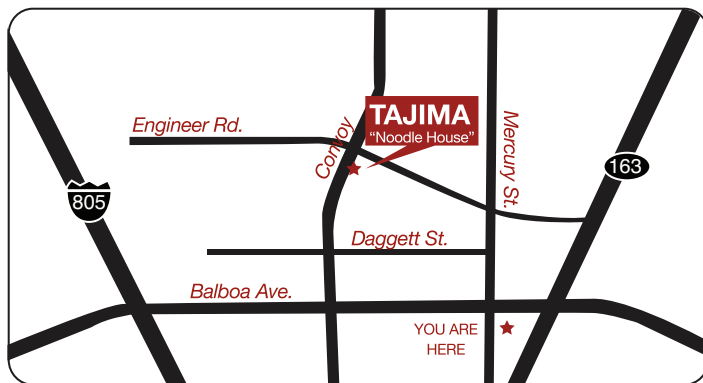 TAJIMA
"Noodle House"
Engineer Rd.
Convoy
Mercury St.
163
805
Daggett St.
Balboa Ave.
YOU ARE
HERE